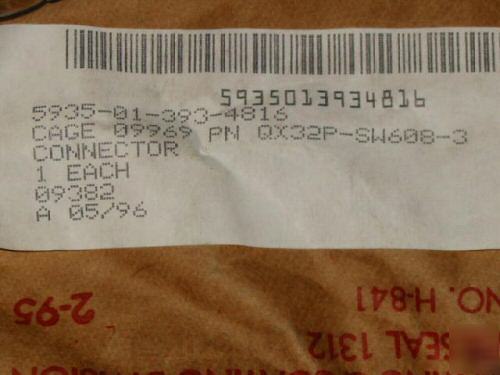 5935013934816
5935-01-393-4816
CAGE 09969 PN QX32P-SW608-3
CONNECTOR
1 EACH
09382
A 05/96
NO. H-841
2-95
SEAL 1312